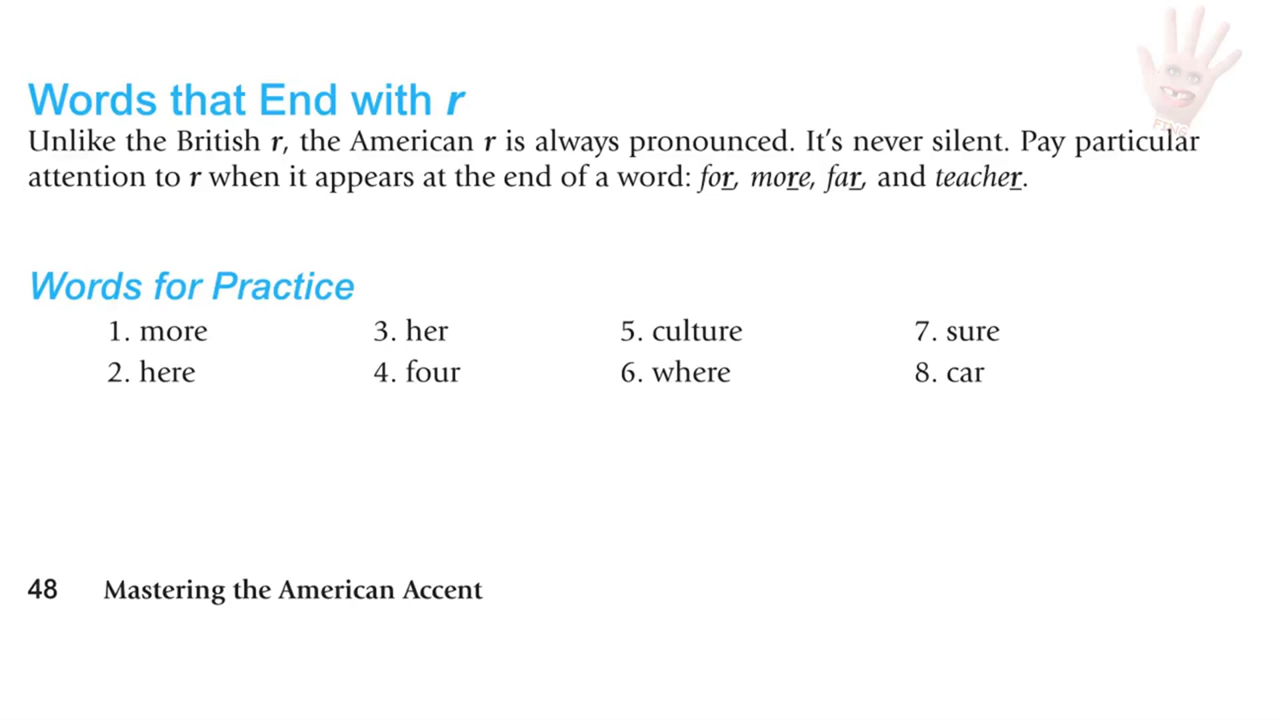 Words that End with r
Unlike the British r, the American r is always pronounced. It's never silent. Pay particular
attention to r when it appears at the end of a word: for, more, far, and teacher.
Words for Practice
1. more 3. her 5. culture 7. sure
2. here 4. four 6. where 8. car
48 Mastering the American Accent